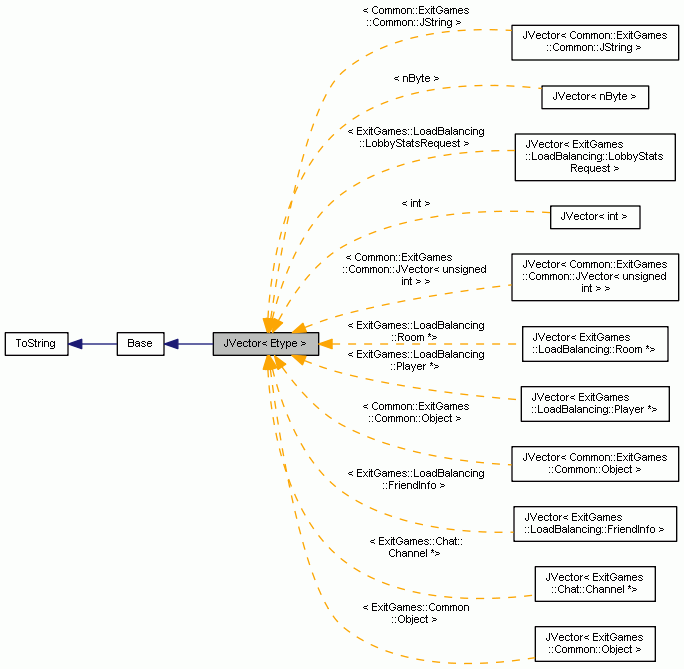 < Common::ExitGames
::Common::JString >
JVector< Common::ExitGames
::Common::JString >
< nByte >
JVector< nByte >
< ExitGames::LoadBalancing
::LobbyStatsRequest >
JVector< ExitGames
::LoadBalancing::LobbyStats
Request >
< int >
JVector< int >
< Common::ExitGames
::Common::JVector< unsigned
int > >
JVector< Common::ExitGames
::Common::JVector< unsigned
int > >
ToString
Base
JVector< Etype >
< ExitGames::LoadBalancing
::Room *>
JVector< ExitGames
::LoadBalancing::Room *>
< ExitGames::LoadBalancing
::Player *>
JVector< ExitGames
::LoadBalancing::Player *>
< Common::ExitGames
::Common::Object >
JVector< Common::ExitGames
::Common::Object >
< ExitGames::LoadBalancing
::FriendInfo >
JVector< ExitGames
::LoadBalancing::FriendInfo >
< ExitGames::Chat::
Channel *>
JVector< ExitGames
::Chat::Channel *>
< ExitGames::Common
::Object >
JVector< ExitGames
::Common::Object >